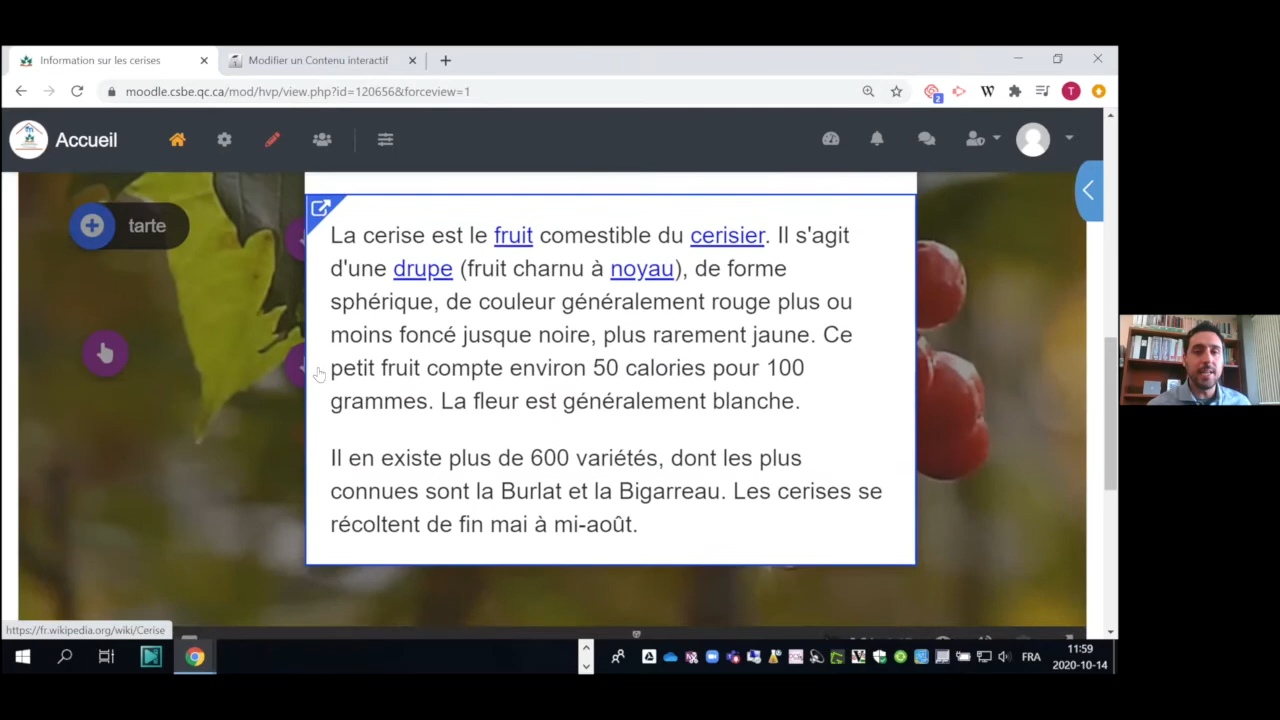 Information sur les cerises
Modifier un Contenu interactif
moodle.csbe.qc.ca/mod/hvp/view.php?id=120656&forceview=1
2
T
Accueil
tarte
La cerise est le fruit comestible du cerisier. Il s'agit
d'une drupe (fruit charnu à noyau), de forme
sphérique, de couleur généralement rouge plus ou
moins foncé jusque noire, plus rarement jaune. Ce
petit fruit compte environ 50 calories pour 100
grammes. La fleur est généralement blanche.
Il en existe plus de 600 variétés, dont les plus
connues sont la Burlat et la Bigarreau. Les cerises se
récoltent de fin mai à mi-août.
https://fr.wikipedia.org/wiki/Cerise
FRA
11:59
2020-10-14